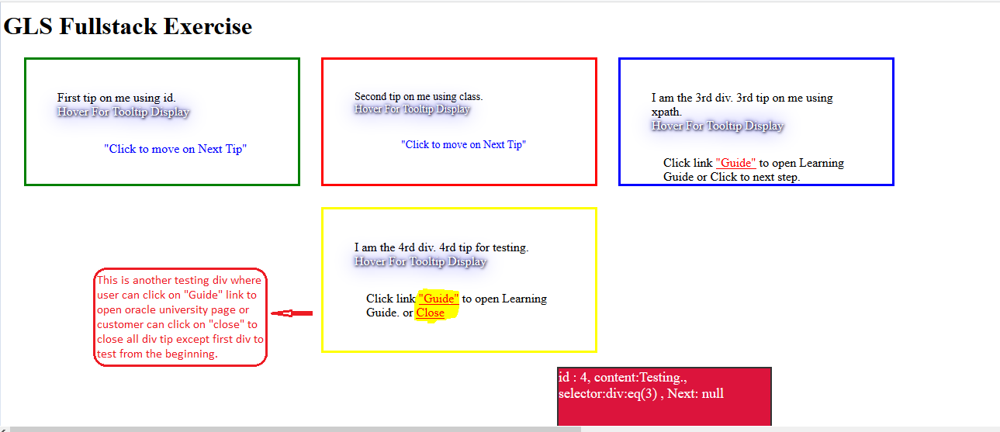 GLS Fullstack Exercise
First tip on me using id.
Hover For Tooltip Display
"Click to move on Next Tip"
Second tip on me using class.
Hover For Tooltip Display
"Click to move on Next Tip"
I am the 3rd div. 3rd tip on me using
xpath.
Hover For Tooltip Display
Click link "Guide" to open Learning
Guide or Click to next step.
I am the 4rd div. 4rd tip for testing.
Hover For Tooltip Display
Click link "Guide" to open Learning
Guide. or Close
This is another testing div where
user can click on "Guide" link to
open oracle university page or
customer can click on "close" to
close all div tip except first div to
test from the beginning.
id : 4, content:Testing.,
selector:div:eq(3) , Next: null